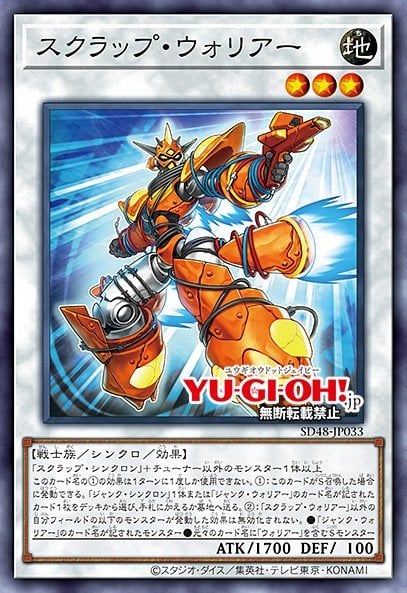 スクラップ・ウォリアー
地
ユウギオウドットジェイピー
YU-GI-OH!.jp
無断転載禁止
SD48-JP033
【戦士族／シンクロ／効果】
「スクラップ・シンクロン」＋チューナー以外のモンスター１体以上
このカード名の①の効果は１ターンに１度しか使用できない。①：このカードがS召喚した場合
に発動できる。「ジャンク・シンクロン」１体または「ジャンク・ウォリアー」のカード名が記された
カード１枚をデッキから選び、手札に加えるか墓地へ送る。②：「スクラップ・ウォリアー」以外の
自分フィールドの以下のモンスターが発動した効果は無効化されない。●「ジャンク・ウォリ
アー」のカード名が記されたモンスター●元々のカード名に「ウォリアー」を含むSモンスター
ATK/1700 DEF/ 100
©スタジオ・ダイス／集英社・テレビ東京・KONAMI